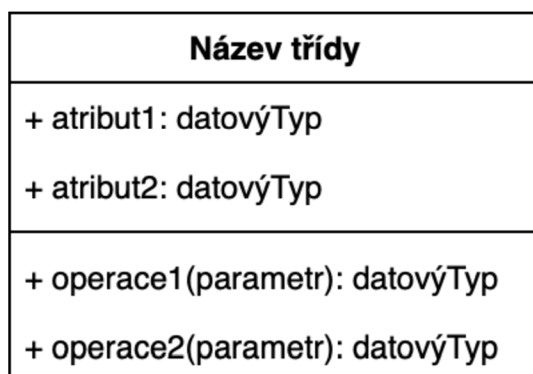 Název třídy
+ atribut1: datovýTyp
+ atribut2: datovýTyp
+ operace1(parametr): datovýTyp
+ operace2(parametr): datovýTyp